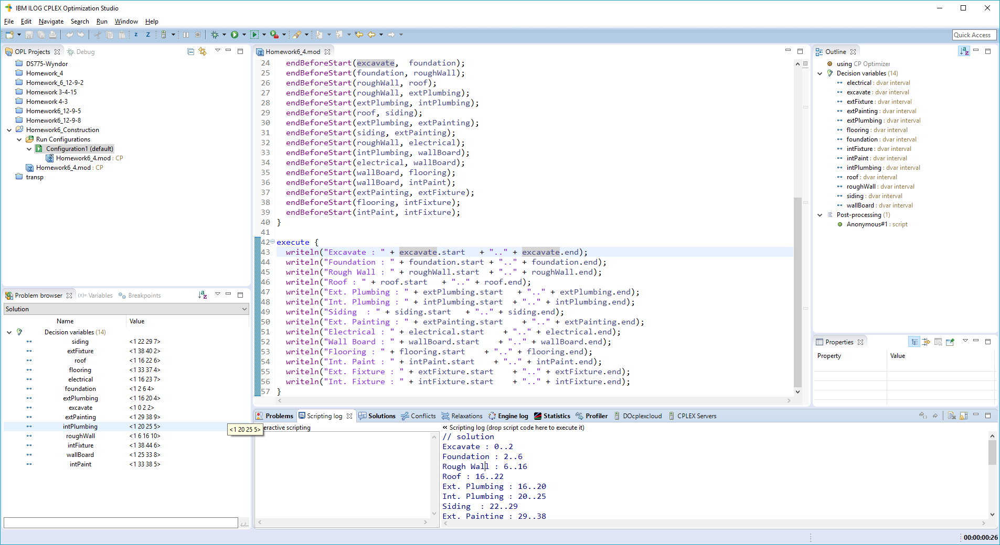 IBM ILOG CPLEX Optimization Studio
File Edit Navigate Search Run Window Help
Quick Access
OPL Projects
Debug
DS775-Wyndor
Homework_4
Homework_6_12-9-2
Homework 3-4-15
Homework 4-3
Homework6_12-9-5
Homework6_12-9-8
Homework6_Construction
Run Configurations
Configuration1 (default)
Homework6_4.mod : CP
Homework6_4.mod : CP
transp
Problem browser
(x)= Variables
Breakpoints
Solution
Name Value
Decision variables (14)
siding <1 22 29 7>
extFixture <1 38 40 2>
roof <1 16 22 6>
flooring <1 33 37 4>
electrical <1 16 23 7>
foundation <1 2 6 4>
extPlumbing <1 16 20 4>
excavate <1 0 2 2>
extPainting <1 29 38 9>
intPlumbing <1 20 25 5>
roughWall <1 6 16 10>
intFixture <1 38 44 6>
wallBoard <1 25 33 8>
intPaint <1 33 38 5>
<1 20 25 5>
Homework6_4.mod
24 endBeforeStart(excavate,  foundation);
25 endBeforeStart(foundation, roughWall);
26 endBeforeStart(roughWall, roof);
27 endBeforeStart(roughWall, extPlumbing);
28 endBeforeStart(extPlumbing, intPlumbing);
29 endBeforeStart(roof, siding);
30 endBeforeStart(extPlumbing, extPainting);
31 endBeforeStart(siding, extPainting);
32 endBeforeStart(roughWall, electrical);
33 endBeforeStart(intPlumbing, wallBoard);
34 endBeforeStart(electrical, wallBoard);
35 endBeforeStart(wallBoard, flooring);
36 endBeforeStart(wallBoard, intPaint);
37 endBeforeStart(extPainting, extFixture);
38 endBeforeStart(flooring, intFixture);
39 endBeforeStart(intPaint, intFixture);
40 }
41
42 execute {
43 writeln("Excavate : " + excavate.start   + ".." + excavate.end);
44 writeln("Foundation : " + foundation.start + ".." + foundation.end);
45 writeln("Rough Wall : " + roughWall.start  + ".." + roughWall.end);
46 writeln("Roof : " + roof.start   + ".." + roof.end);
47 writeln("Ext. Plumbing : " + extPlumbing.start   + ".." + extPlumbing.end);
48 writeln("Int. Plumbing : " + intPlumbing.start  + ".." + intPlumbing.end);
49 writeln("Siding  : " + siding.start   + ".." + siding.end);
50 writeln("Ext. Painting : " + extPainting.start    + ".." + extPainting.end);
51 writeln("Electrical : " + electrical.start    + ".." + electrical.end);
52 writeln("Wall Board : " + wallBoard.start    + ".." + wallBoard.end);
53 writeln("Flooring : " + flooring.start    + ".." + flooring.end);
54 writeln("Int. Paint : " + intPaint.start    + ".." + intPaint.end);
55 writeln("Ext. Fixture : " + extFixture.start    + ".." + extFixture.end);
56 writeln("Int. Fixture : " + intFixture.start    + ".." + intFixture.end);
57 }
Problems Scripting log Solutions Conflicts Relaxations Engine log Statistics Profiler DOcplexcloud CPLEX Servers
eractive scripting
« Scripting log (drop script code here to execute it)
// solution
Excavate : 0..2
Foundation : 2..6
Rough Wall : 6..16
Roof : 16..22
Ext. Plumbing : 16..20
Int. Plumbing : 20..25
Siding  : 22..29
Ext. Painting : 29..38
Outline
using CP Optimizer
Decision variables (14)
electrical : dvar interval
excavate : dvar interval
extFixture : dvar interval
extPainting : dvar interval
extPlumbing : dvar interval
flooring : dvar interval
foundation : dvar interval
intFixture : dvar interval
intPaint : dvar interval
intPlumbing : dvar interval
roof : dvar interval
roughWall : dvar interval
siding : dvar interval
wallBoard : dvar interval
Post-processing (1)
Anonymous#1 : script
Properties
Property Value
00:00:00:26